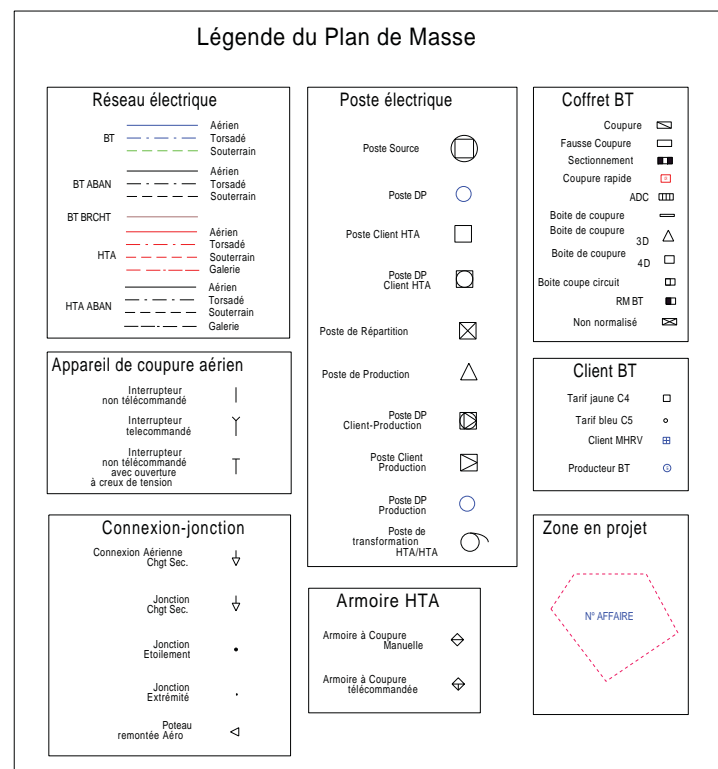 Légende du Plan de Masse
Réseau électrique
Aérien
BT
Torsadé
Souterrain
Aérien
BT ABAN
Torsadé
Souterrain
BT BRCHT
Aérien
Torsadé
HTA
Souterrain
Galerie
Aérien
HTA ABAN
Torsadé
Souterrain
Galerie
Appareil de coupure aérien
Interrupteur
non télécommandé
Interrupteur
telecommandé
Interrupteur
non télécommandé
avec ouverture
à creux de tension
Connexion-jonction
Connexion Aérienne
Chgt Sec.
Jonction
Chgt Sec.
Jonction
Etoilement
Jonction
Extrémité
Poteau
remontée Aéro
Poste électrique
Poste Source
Poste DP
Poste Client HTA
Poste DP
Client HTA
Poste de Répartition
Poste de Production
Poste DP
Client-Production
Poste Client
Production
Poste DP
Production
Poste de
transformation
HTA/HTA
Armoire HTA
Armoire à Coupure
Manuelle
Armoire à Coupure
télécommandée
Coffret BT
Coupure
Fausse Coupure
Sectionnement
Coupure rapide
ADC
Boite de coupure
Boite de coupure
3D
Boite de coupure
4D
Boite coupe circuit
RM BT
Non normalisé
Client BT
Tarif jaune C4
Tarif bleu C5
Client MHRV
Producteur BT
Zone en projet
N° AFFAIRE